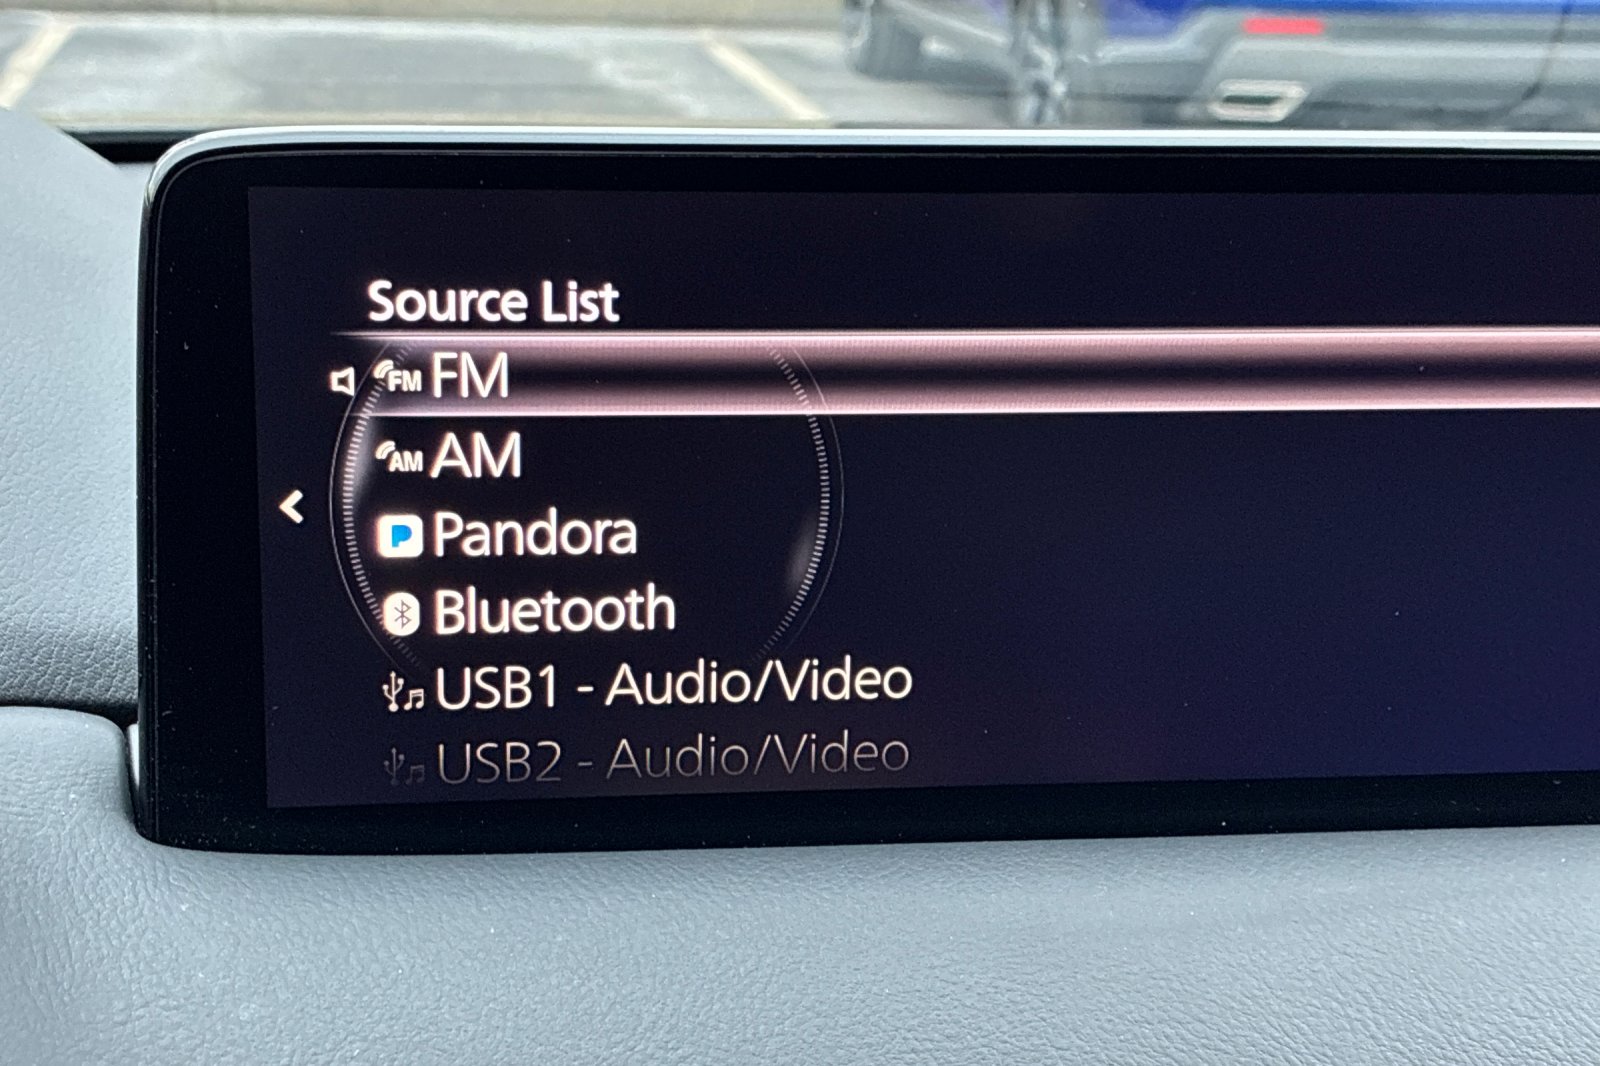 Source List
FM FM
AM AM
P Pandora
Bluetooth
USB1 - Audio/Video
USB2 - Audio/Video